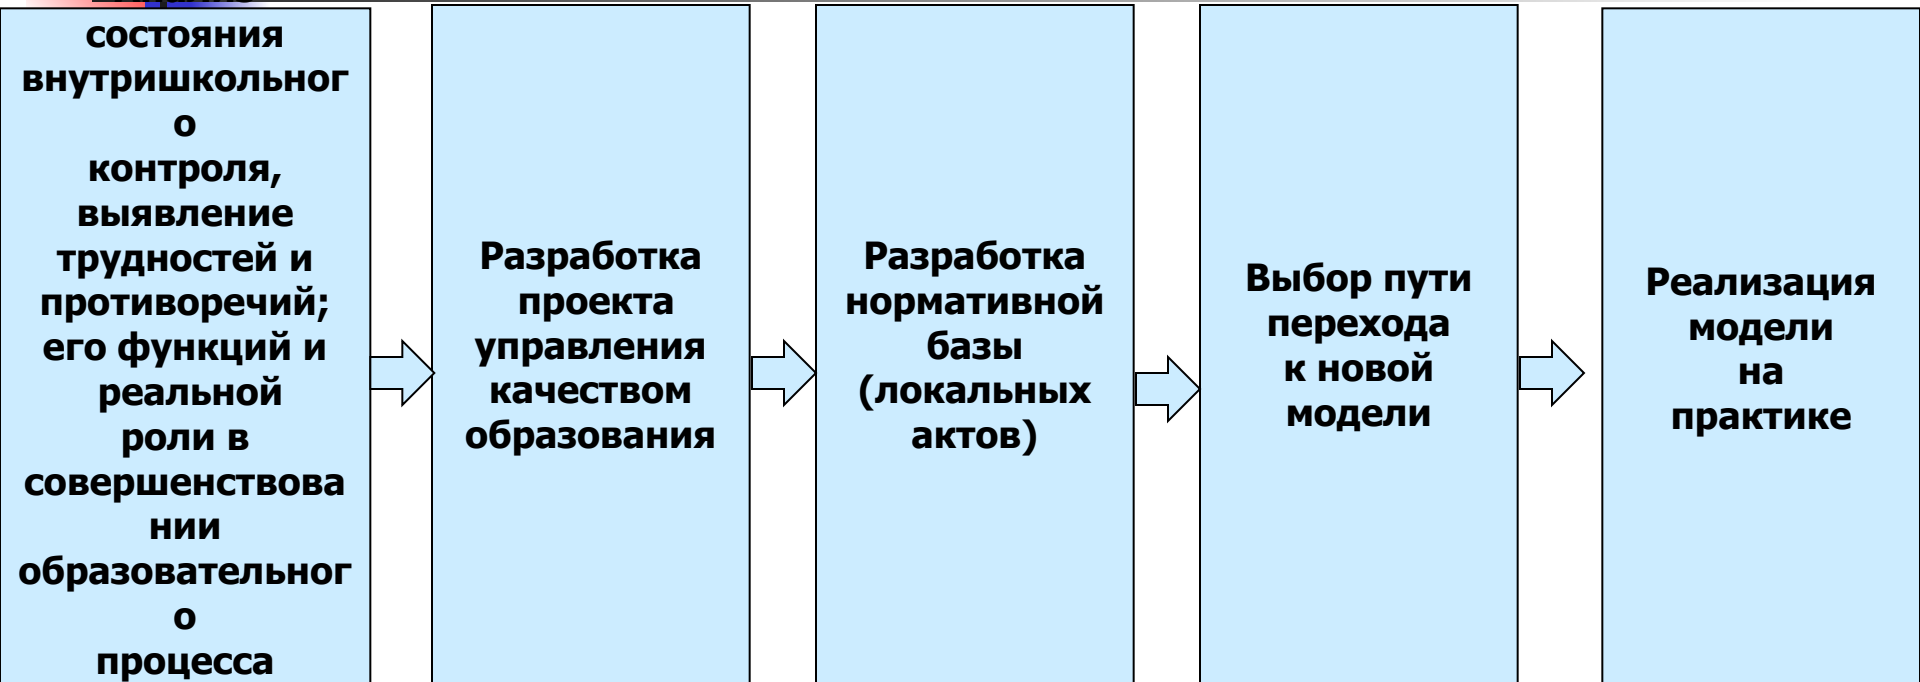 состояния
внутришкольног
о
контроля,
выявление
трудностей и
противоречий;
его функций и
реальной
роли в
совершенствова
нии
образовательног
о
процесса
Разработка
проекта
управления
качеством
образования
Разработка
нормативной
базы
(локальных
актов)
Выбор пути
перехода
к новой
модели
Реализация
модели
на
практике